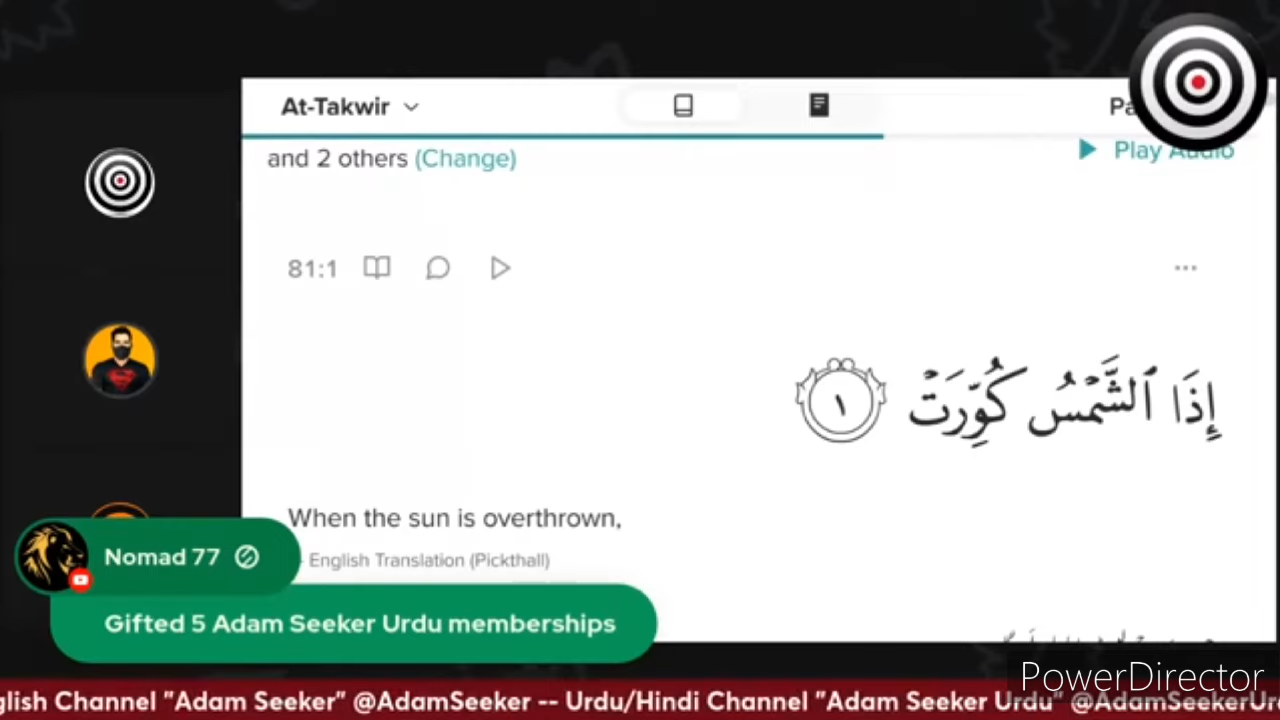 At-Takwir
Pa
and 2 others (Change)
Play Audio
81:1
إِذَا ٱلشَّمْسُ كُوِّرَتْ ١
When the sun is overthrown,
- English Translation (Pickthall)
Nomad 77
Gifted 5 Adam Seeker Urdu memberships
PowerDirector
glish Channel "Adam Seeker" @AdamSeeker -- Urdu/Hindi Channel "Adam Seeker Urdu" @AdamSeekerUr